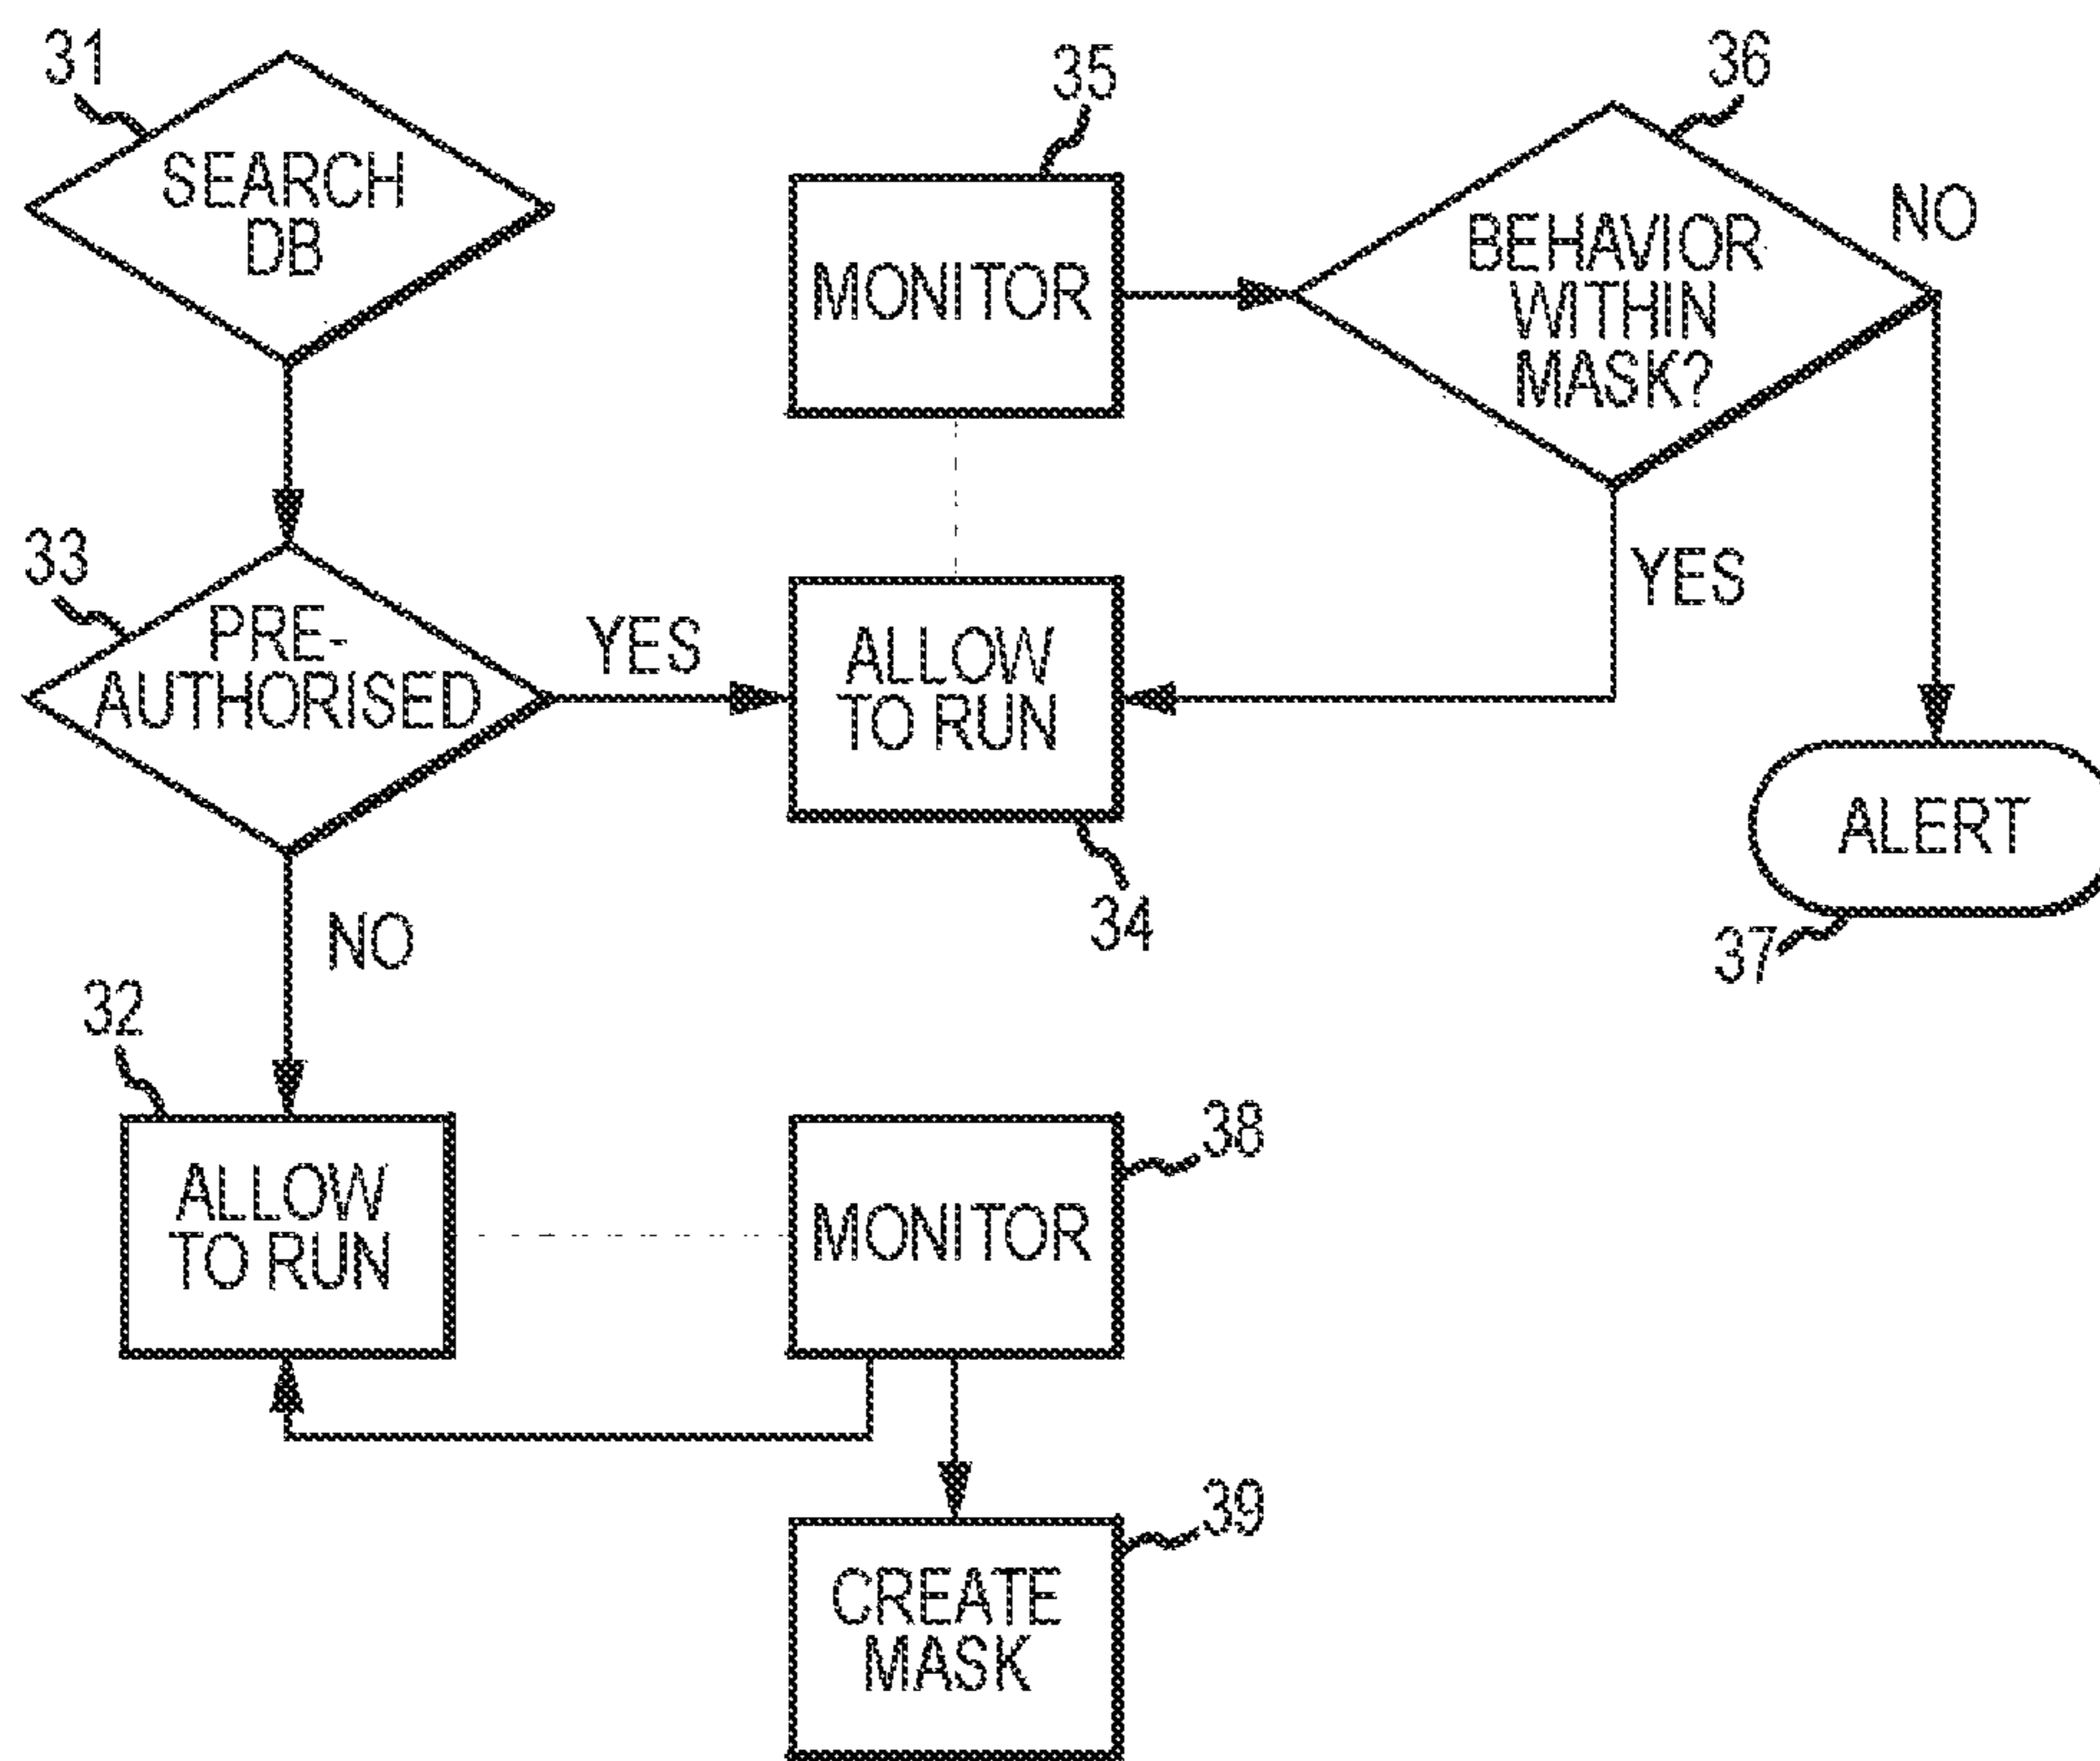 31
SEARCH
DB
35
MONITOR
36
BEHAVIOR
WITHIN
MASK?
NO
YES
33
PRE-
AUTHORISED
YES
ALLOW
TO RUN
34
ALERT
37
NO
32
ALLOW
TO RUN
38
MONITOR
39
CREATE
MASK